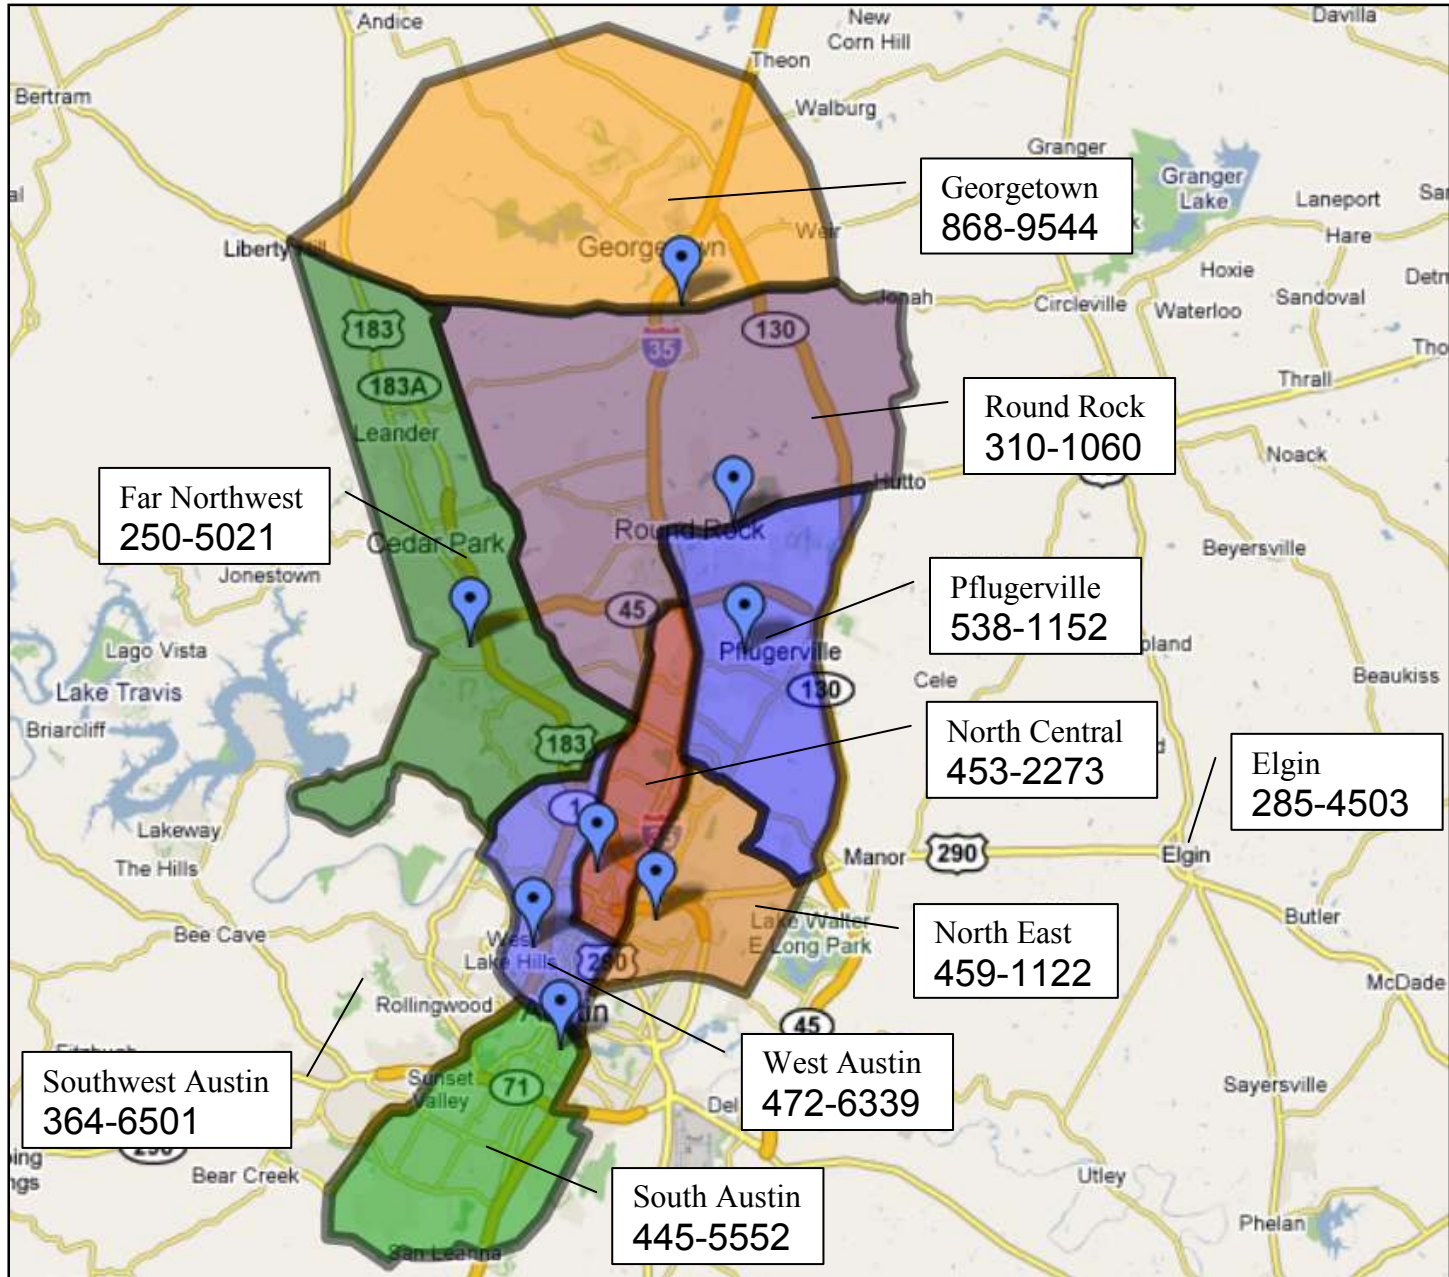 Andice
New
Corn Hill
Davilla
Theon
Bertram
Walburg
Granger
Granger
Lake
Georgetown
868-9544
Laneport
Hare
Liberty Hill
Georgetown
Weir
Hoxie
Jonah
Circleville
Waterloo
Sandoval
183
35
130
183A
Thrall
Leander
Round Rock
310-1060
Noack
Far Northwest
250-5021
Hutto
Cedar Park
Round Rock
Beyersville
Jonestown
45
Pflugerville
538-1152
Lago Vista
Pflugerville
Lake Travis
Cele
130
Beaukiss
Briarcliff
North Central
453-2273
183
Elgin
285-4503
1
Lakeway
35
The Hills
Manor
290
Elgin
Lake Walter
E Long Park
Butler
Bee Cave
West
Lake Hills
290
North East
459-1122
McDade
Rollingwood
Austin
45
Southwest Austin
364-6501
Sunset
Valley
71
West Austin
472-6339
Sayersville
Del
290
Bear Creek
Utley
South Austin
445-5552
Phelan
San Leanna